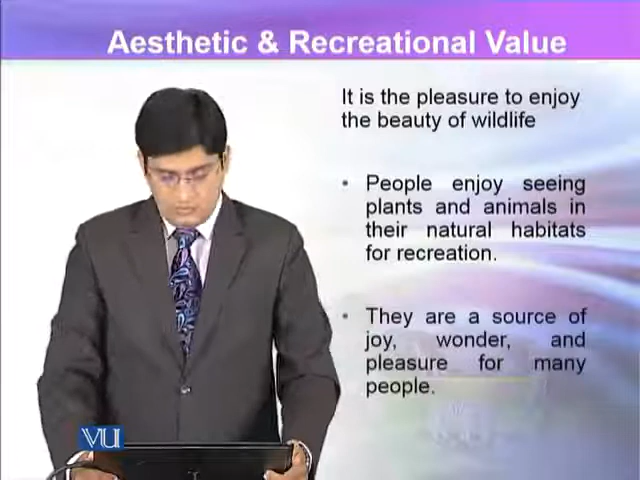 Aesthetic & Recreational Value
It is the pleasure to enjoy
the beauty of wildlife
• People enjoy seeing
plants and animals in
their natural habitats
for recreation.
• They are a source of
joy, wonder, and
pleasure for many
people.
VU